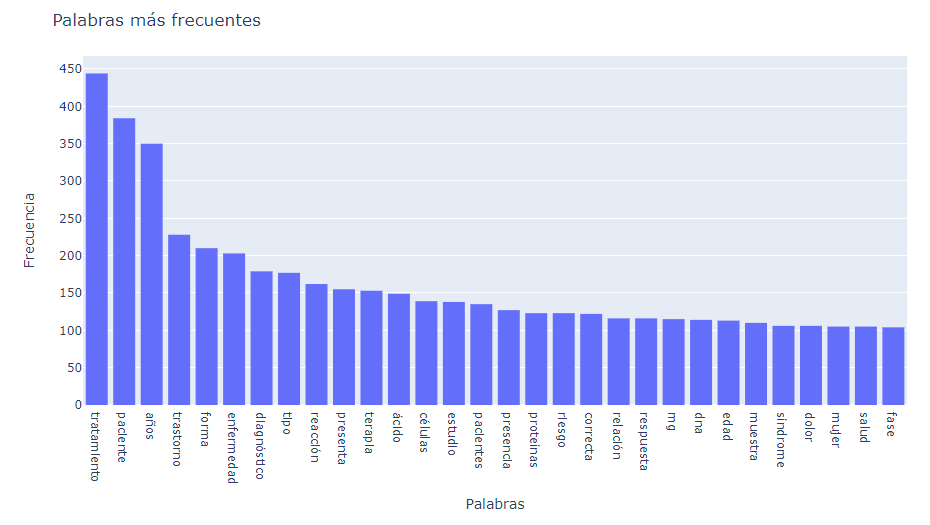 Palabras más frecuentes
Frecuencia
450
400
350
300
250
200
150
100
50
0
tratamiento
paciente
años
trastorno
forma
enfermedad
diagnóstico
tipo
reacción
presenta
terapia
ácido
células
estudio
pacientes
presencia
proteinas
riesgo
correcta
relación
respuesta
mg
dna
edad
muestra
síndrome
dolor
mujer
salud
fase
Palabras